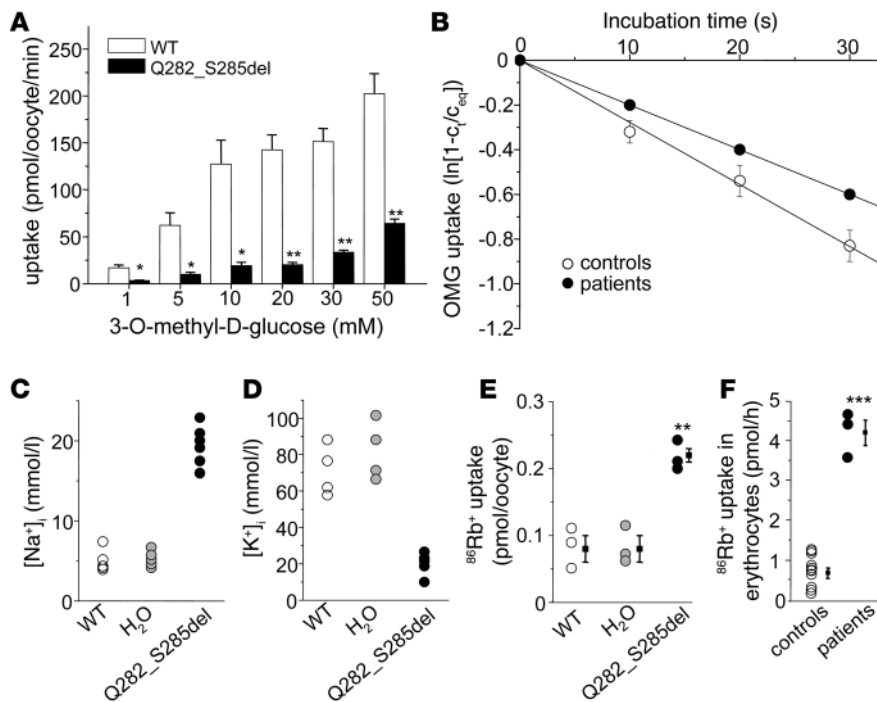 A
WT
Q282_S285del
250
200
150
100
50
0
uptake (pmol/oocyte/min)
*
*
*
**
**
**
1 5 10 20 30 50
3-O-methyl-D-glucose (mM)
B
Incubation time (s)
0 10 20 30
-0.2
-0.4
-0.6
-0.8
-1.0
-1.2
OMG uptake (ln[1-c_t/c_eq])
controls
patients
C
20
10
0
[Na⁺]ᵢ (mmol/l)
WT
H₂O
Q282_S285del
D
100
80
60
40
20
0
[K⁺]ᵢ (mmol/l)
WT
H₂O
Q282_S285del
E
0.3
0.2
0.1
0.0
⁸⁶Rb⁺ uptake
(pmol/oocyte)
**
WT
H₂O
Q282_S285del
F
5
4
3
2
1
0
⁸⁶Rb⁺ uptake in
erythrocytes (pmol/h)
***
controls
patients